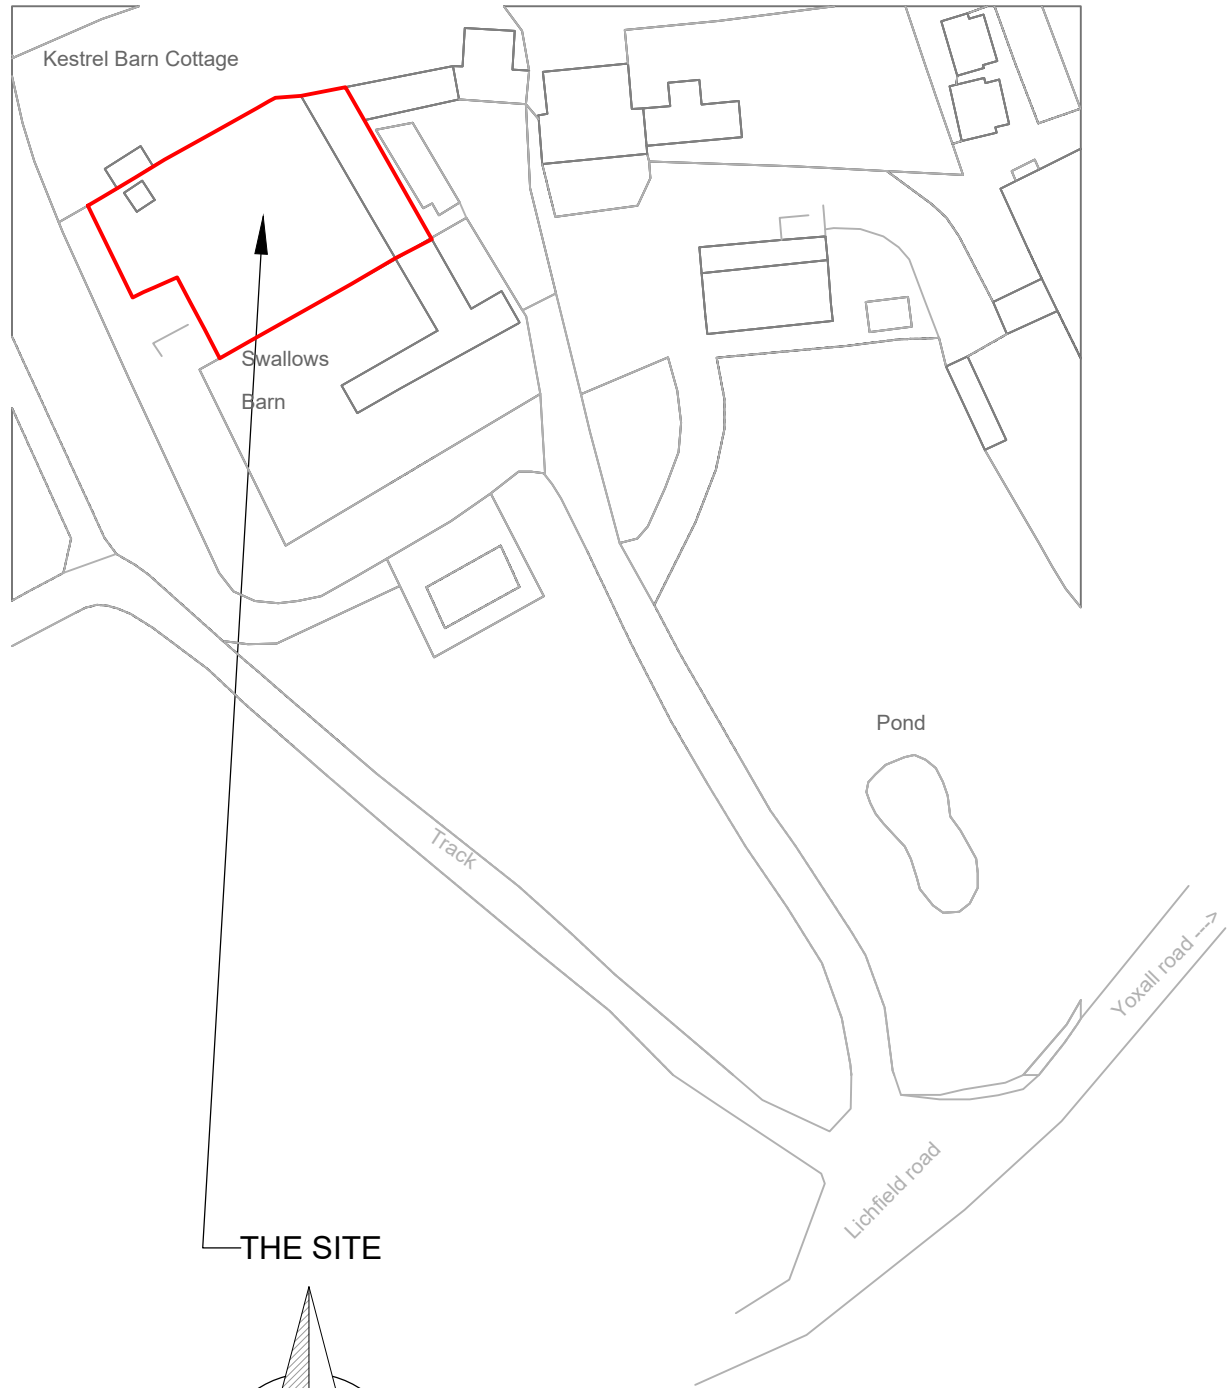 Kestrel Barn Cottage
Swallows
Barn
Pond
Track
Yoxall road --->
Lichfield road
THE SITE